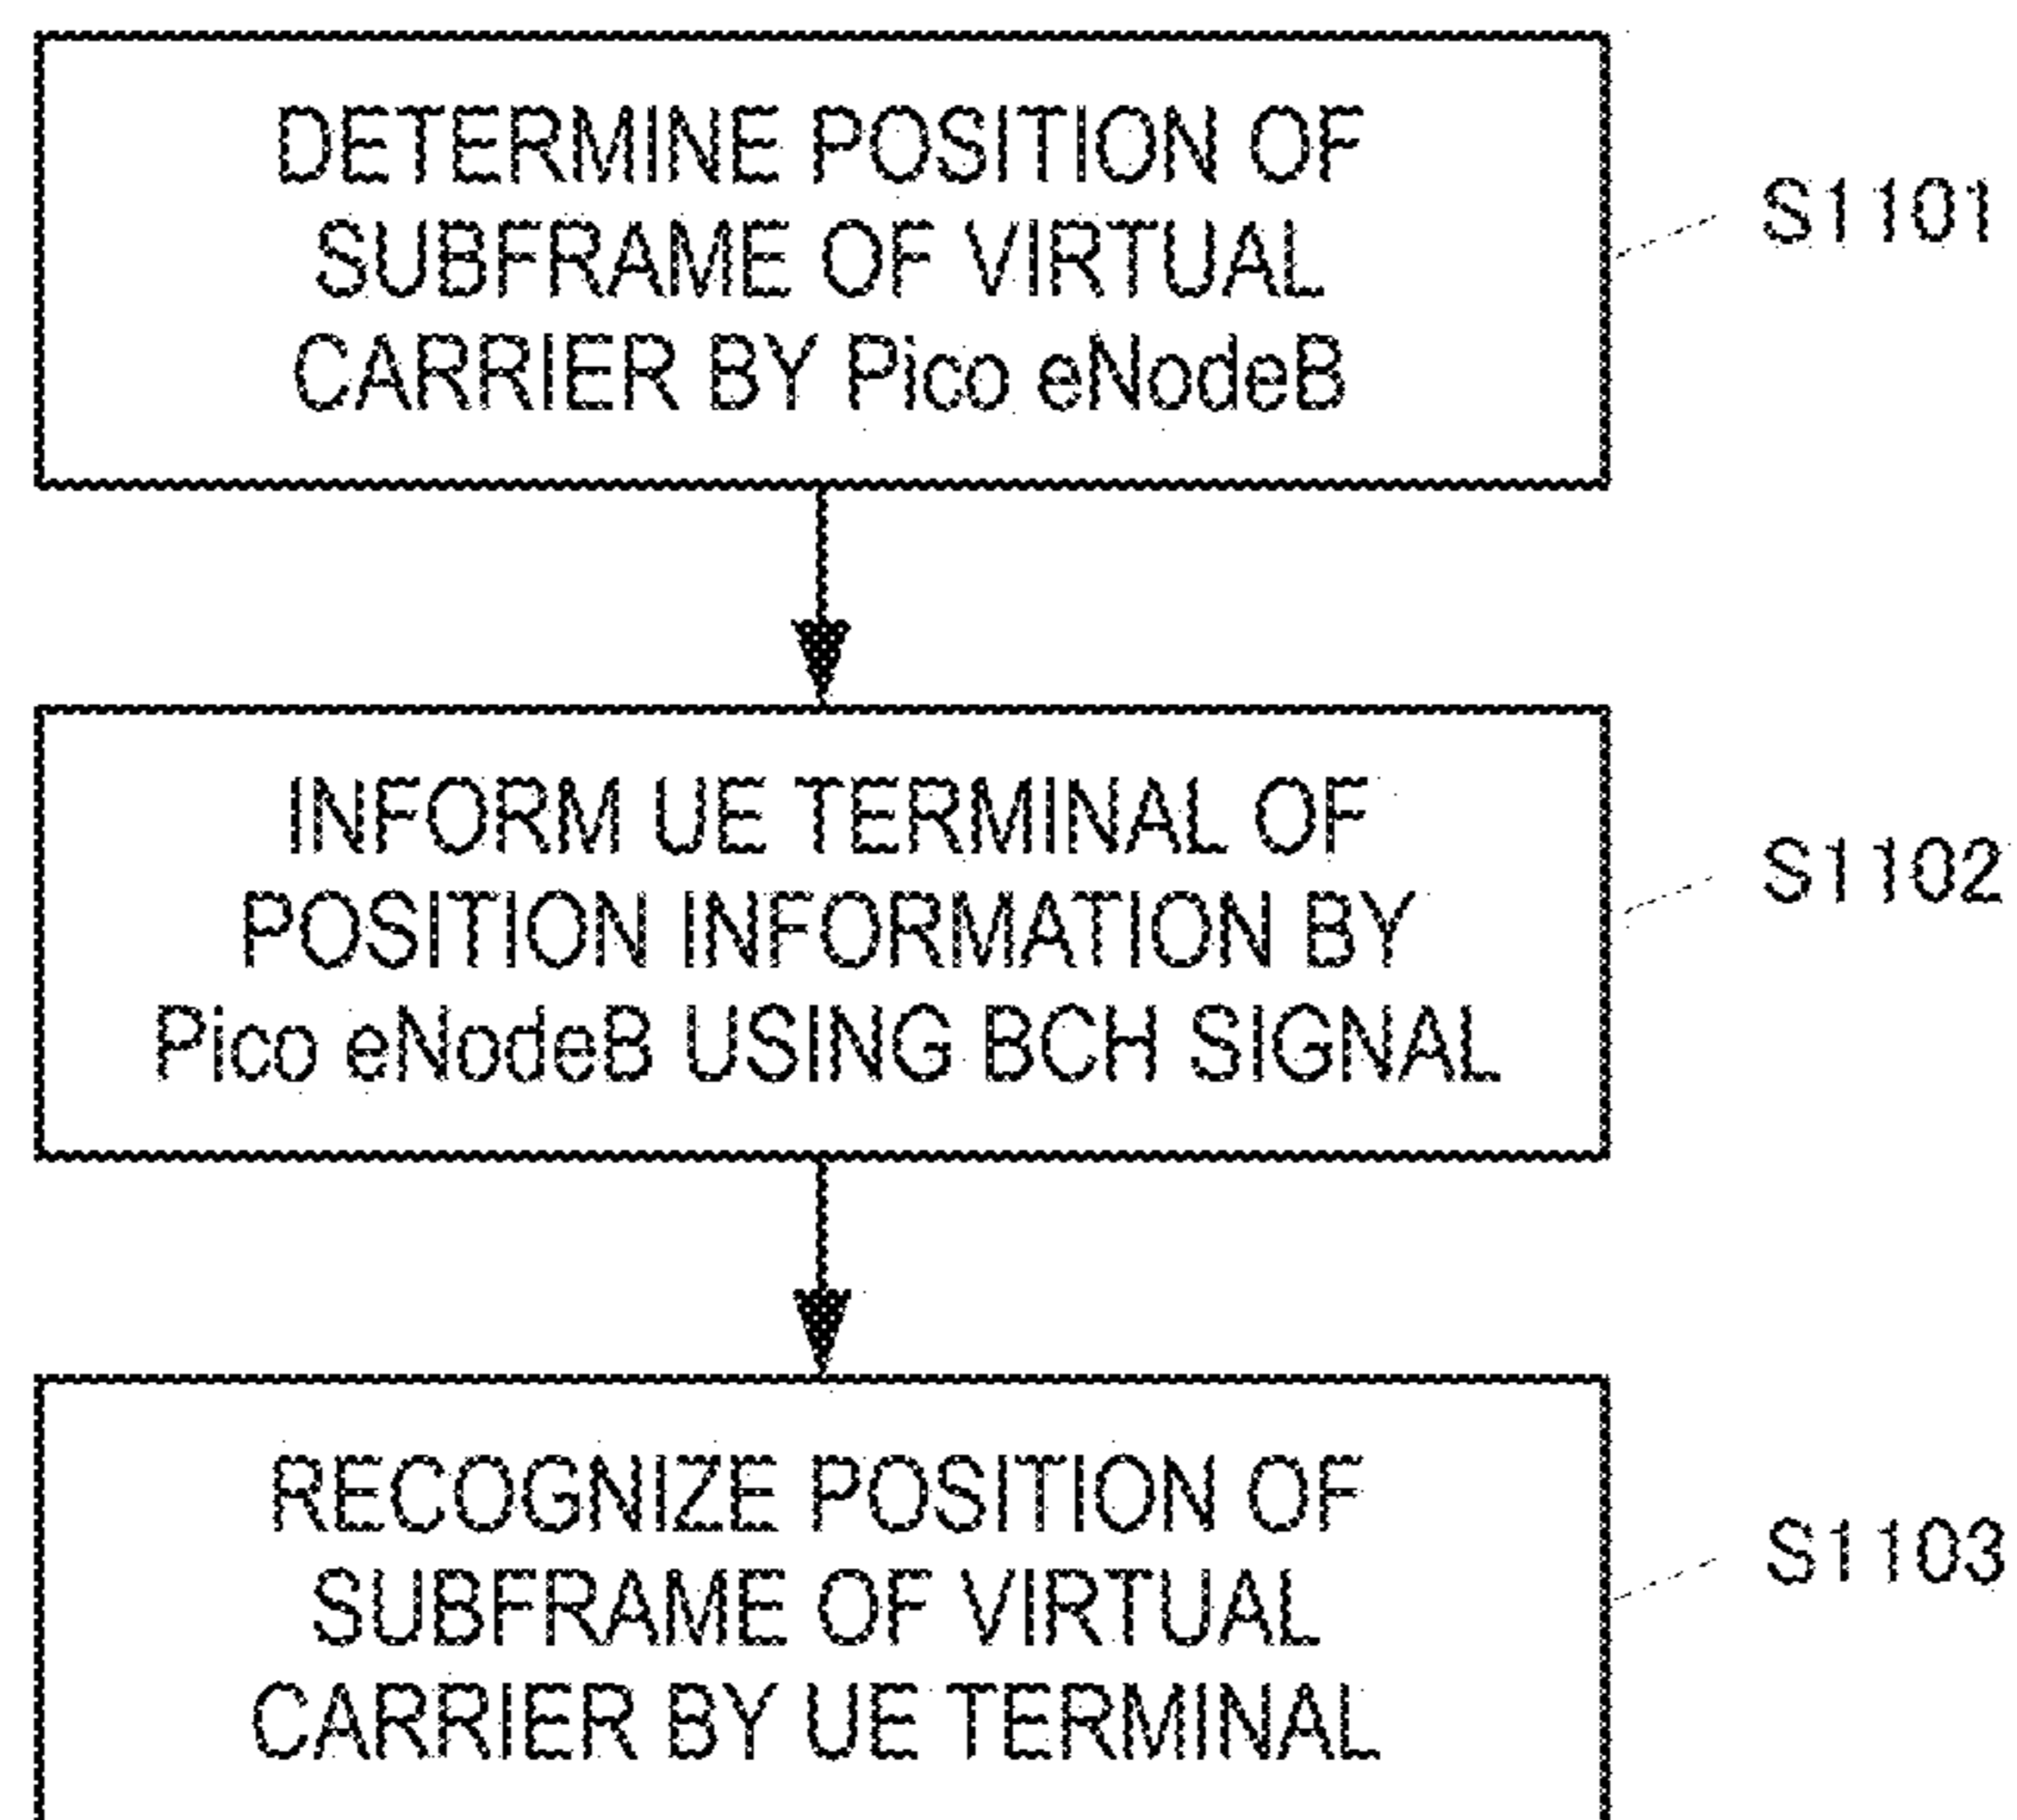 DETERMINE POSITION OF
SUBFRAME OF VIRTUAL
CARRIER BY Pico eNodeB
S1101
INFORM UE TERMINAL OF
POSITION INFORMATION BY
Pico eNodeB USING BCH SIGNAL
S1102
RECOGNIZE POSITION OF
SUBFRAME OF VIRTUAL
CARRIER BY UE TERMINAL
S1103